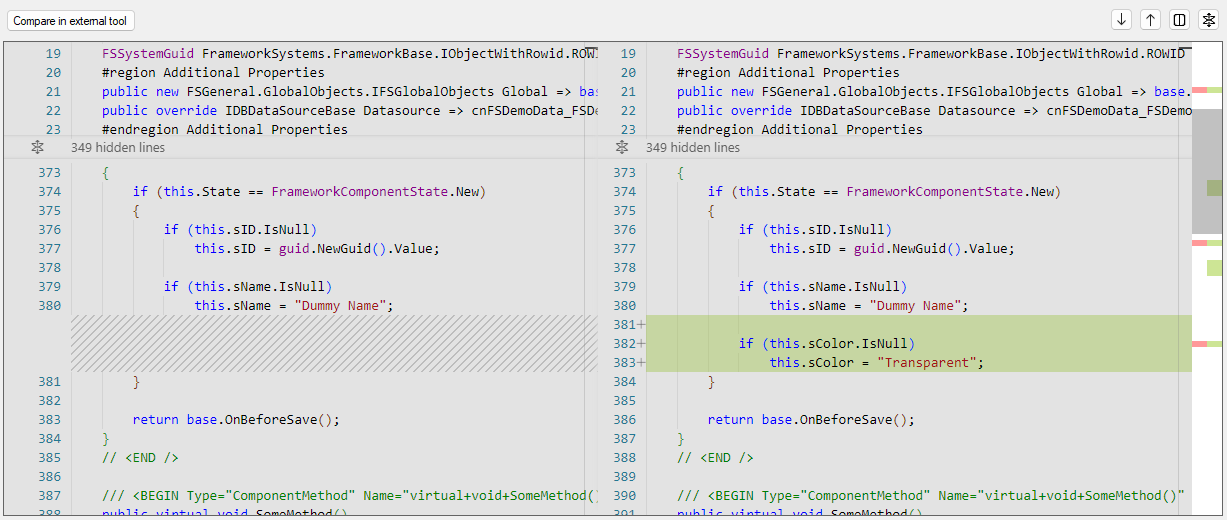 Compare in external tool
19 FSSystemGuid FrameworkSystems.FrameworkBase.IObjectWithRowid.ROWI
20 #region Additional Properties
21 public new FSGeneral.GlobalObjects.IFSGlobalObjects Global => bas
22 public override IDBDataSourceBase Datasource => cnFSDemoData_FSDe
23 #endregion Additional Properties
349 hidden lines
373 {
374 if (this.State == FrameworkComponentState.New)
375 {
376 if (this.sID.IsNull)
377 this.sID = guid.NewGuid().Value;
378
379 if (this.sName.IsNull)
380 this.sName = "Dummy Name";
381 }
382
383 return base.OnBeforeSave();
384 }
385 // <END />
386
387 /// <BEGIN Type="ComponentMethod" Name="virtual+void+SomeMethod()
388 public virtual void SomeMethod()
19 FSSystemGuid FrameworkSystems.FrameworkBase.IObjectWithRowid.ROWID
20 #region Additional Properties
21 public new FSGeneral.GlobalObjects.IFSGlobalObjects Global => base.
22 public override IDBDataSourceBase Datasource => cnFSDemoData_FSDemo
23 #endregion Additional Properties
349 hidden lines
373 {
374 if (this.State == FrameworkComponentState.New)
375 {
376 if (this.sID.IsNull)
377 this.sID = guid.NewGuid().Value;
378
379 if (this.sName.IsNull)
380 this.sName = "Dummy Name";
381+
382+ if (this.sColor.IsNull)
383+ this.sColor = "Transparent";
384 }
385
386 return base.OnBeforeSave();
387 }
388 // <END />
389
390 /// <BEGIN Type="ComponentMethod" Name="virtual+void+SomeMethod()"
391 public virtual void SomeMethod()